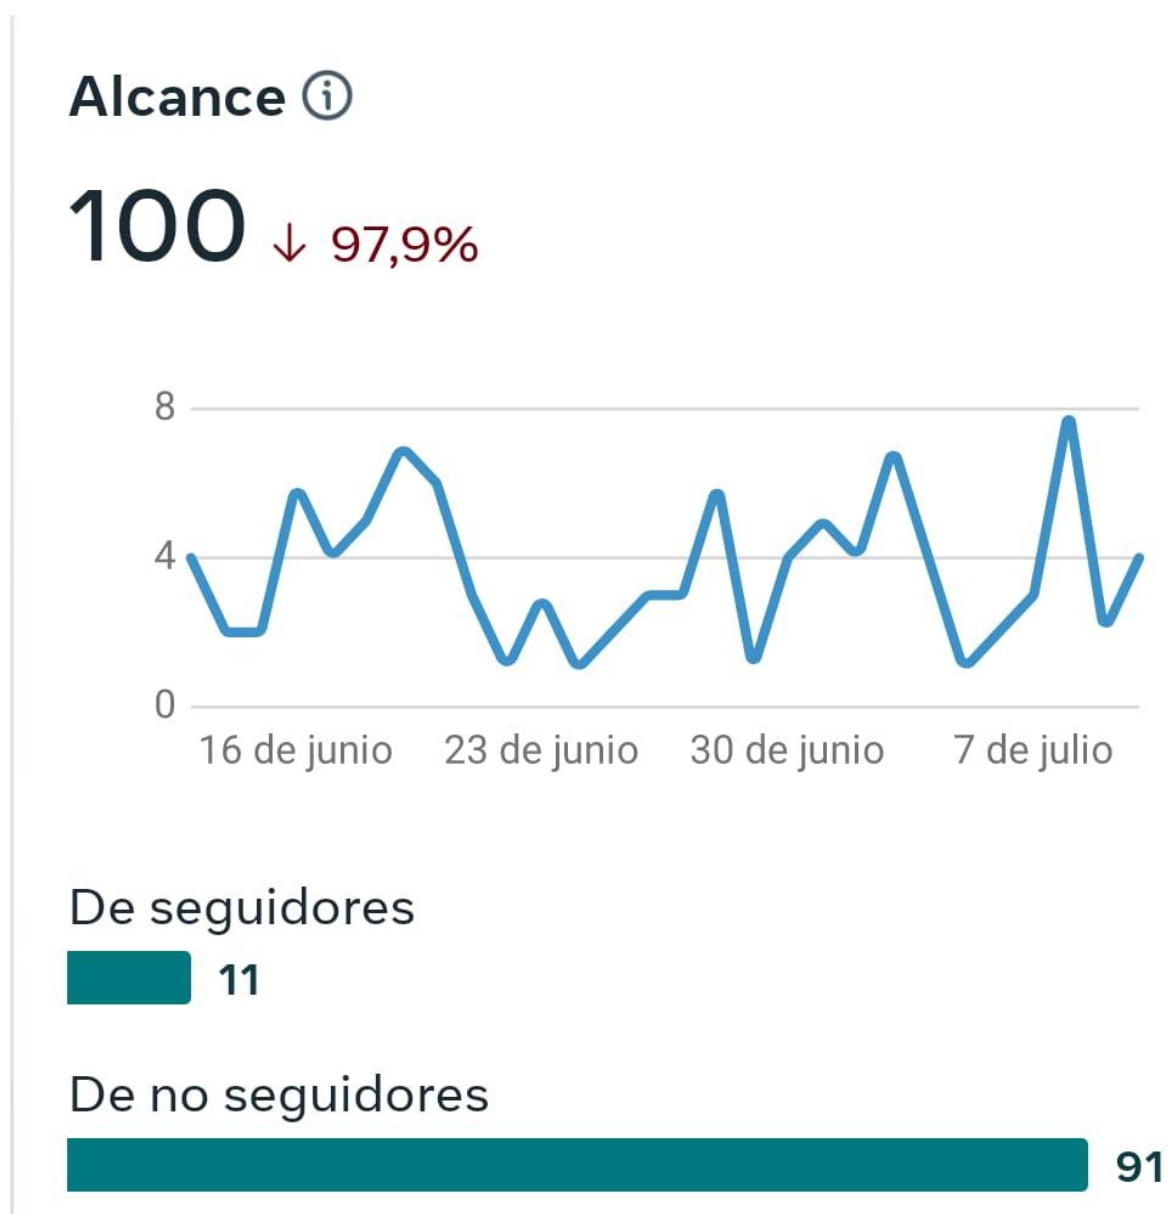 Alcance
100 ↓ 97,9%
8
4
0
16 de junio 23 de junio 30 de junio 7 de julio
De seguidores
11
De no seguidores
91